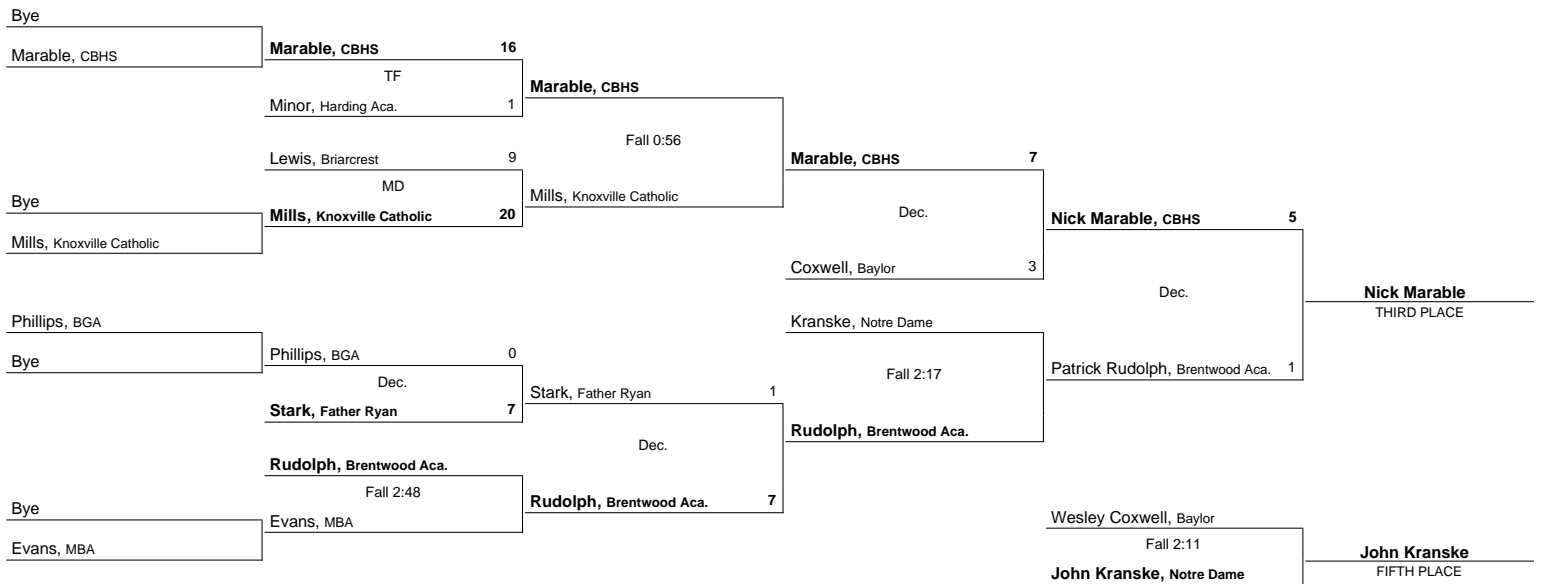 Bye
Marable, CBHS
Marable, CBHS 16
TF
Minor, Harding Aca. 1
Marable, CBHS
Fall 0:56
Mills, Knoxville Catholic
Lewis, Briarcrest 9
MD
Mills, Knoxville Catholic 20
Bye
Mills, Knoxville Catholic
Marable, CBHS 7
Dec.
Coxwell, Baylor 3
Nick Marable, CBHS 5
Dec.
Patrick Rudolph, Brentwood Aca. 1
Nick Marable
THIRD PLACE
Phillips, BGA
Bye
Phillips, BGA 0
Dec.
Stark, Father Ryan 7
Stark, Father Ryan 1
Dec.
Rudolph, Brentwood Aca. 7
Kranske, Notre Dame
Fall 2:17
Rudolph, Brentwood Aca.
Rudolph, Brentwood Aca.
Fall 2:48
Evans, MBA
Bye
Evans, MBA
Wesley Coxwell, Baylor
Fall 2:11
John Kranske, Notre Dame
John Kranske
FIFTH PLACE